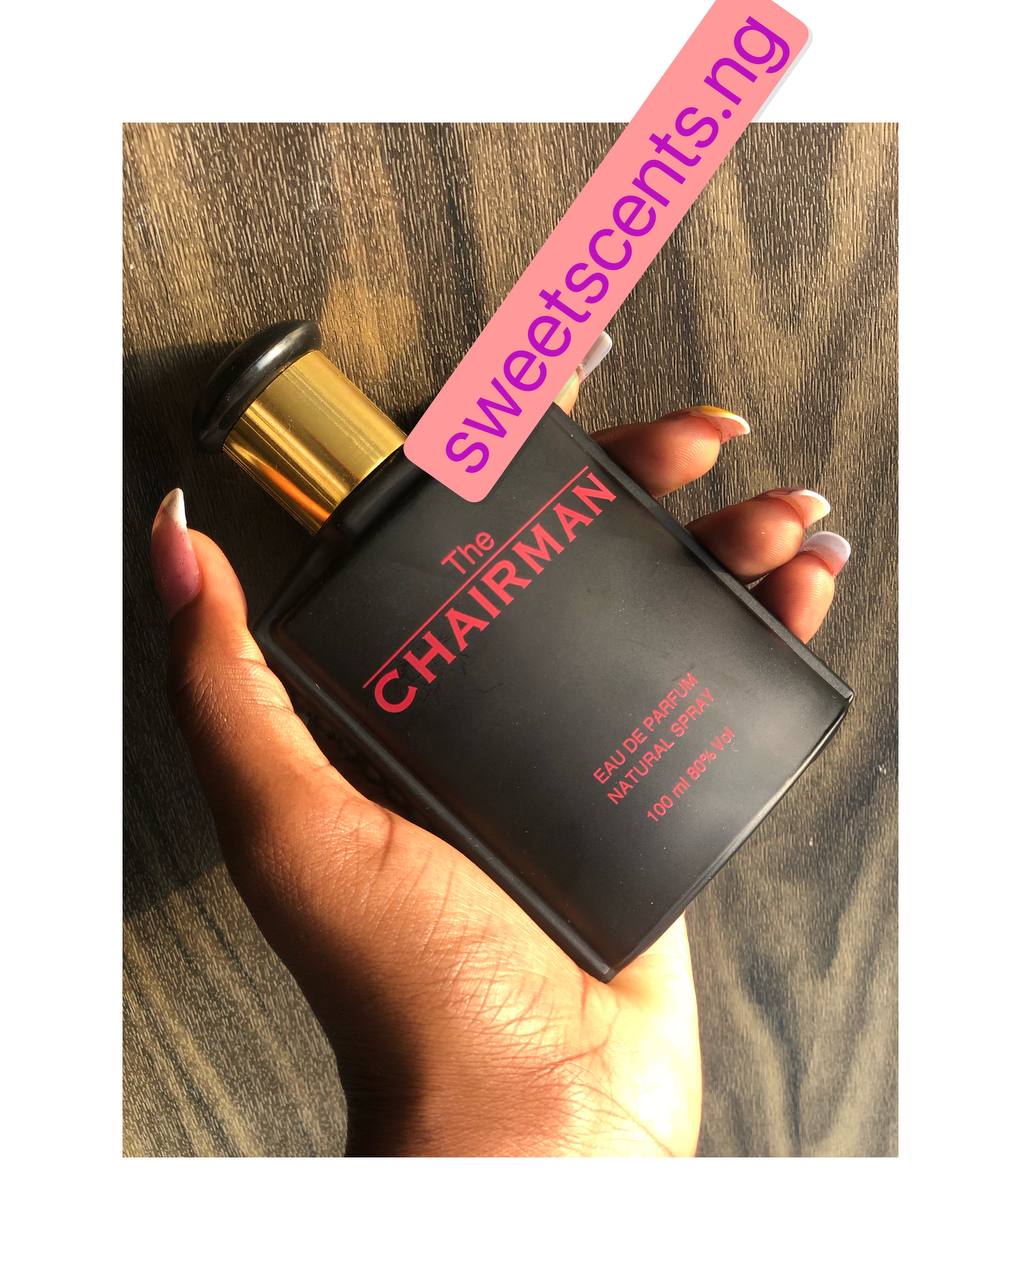 sweetscents.ng
The
CHAIRMAN
EAU DE PARFUM
NATURAL SPRAY
100 ml 80% Vol